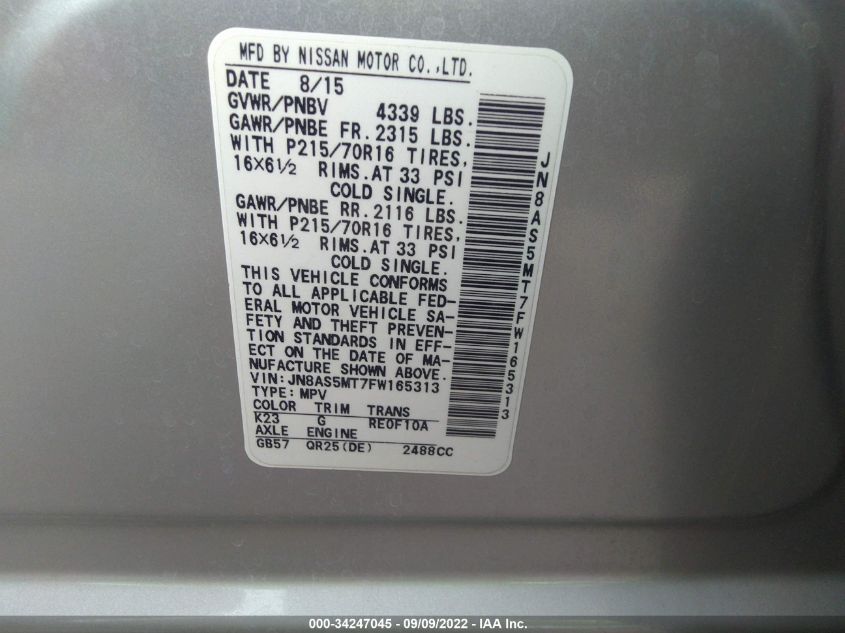 MFD BY NISSAN MOTOR CO.,LTD.
DATE 8/15
GVWR/PNBV 4339 LBS.
GAWR/PNBE FR. 2315 LBS.
WITH P215/70R16 TIRES,
16X6½ RIMS. AT 33 PSI
COLD SINGLE.
GAWR/PNBE RR. 2116 LBS.
WITH P215/70R16 TIRES,
16X6½ RIMS. AT 33 PSI
COLD SINGLE.
THIS VEHICLE CONFORMS
TO ALL APPLICABLE FED-
ERAL MOTOR VEHICLE SA-
FETY AND THEFT PREVEN-
TION STANDARDS IN EFF-
ECT ON THE DATE OF MA-
NUFACTURE SHOWN ABOVE.
VIN: JN8AS5MT7FW165313
TYPE: MPV
COLOR TRIM TRANS
K23 G RE0F10A
AXLE ENGINE
GB57 QR25(DE) 2488CC
JN8AS5MT7FW165313
000-34247045 - 09/09/2022 - IAA Inc.